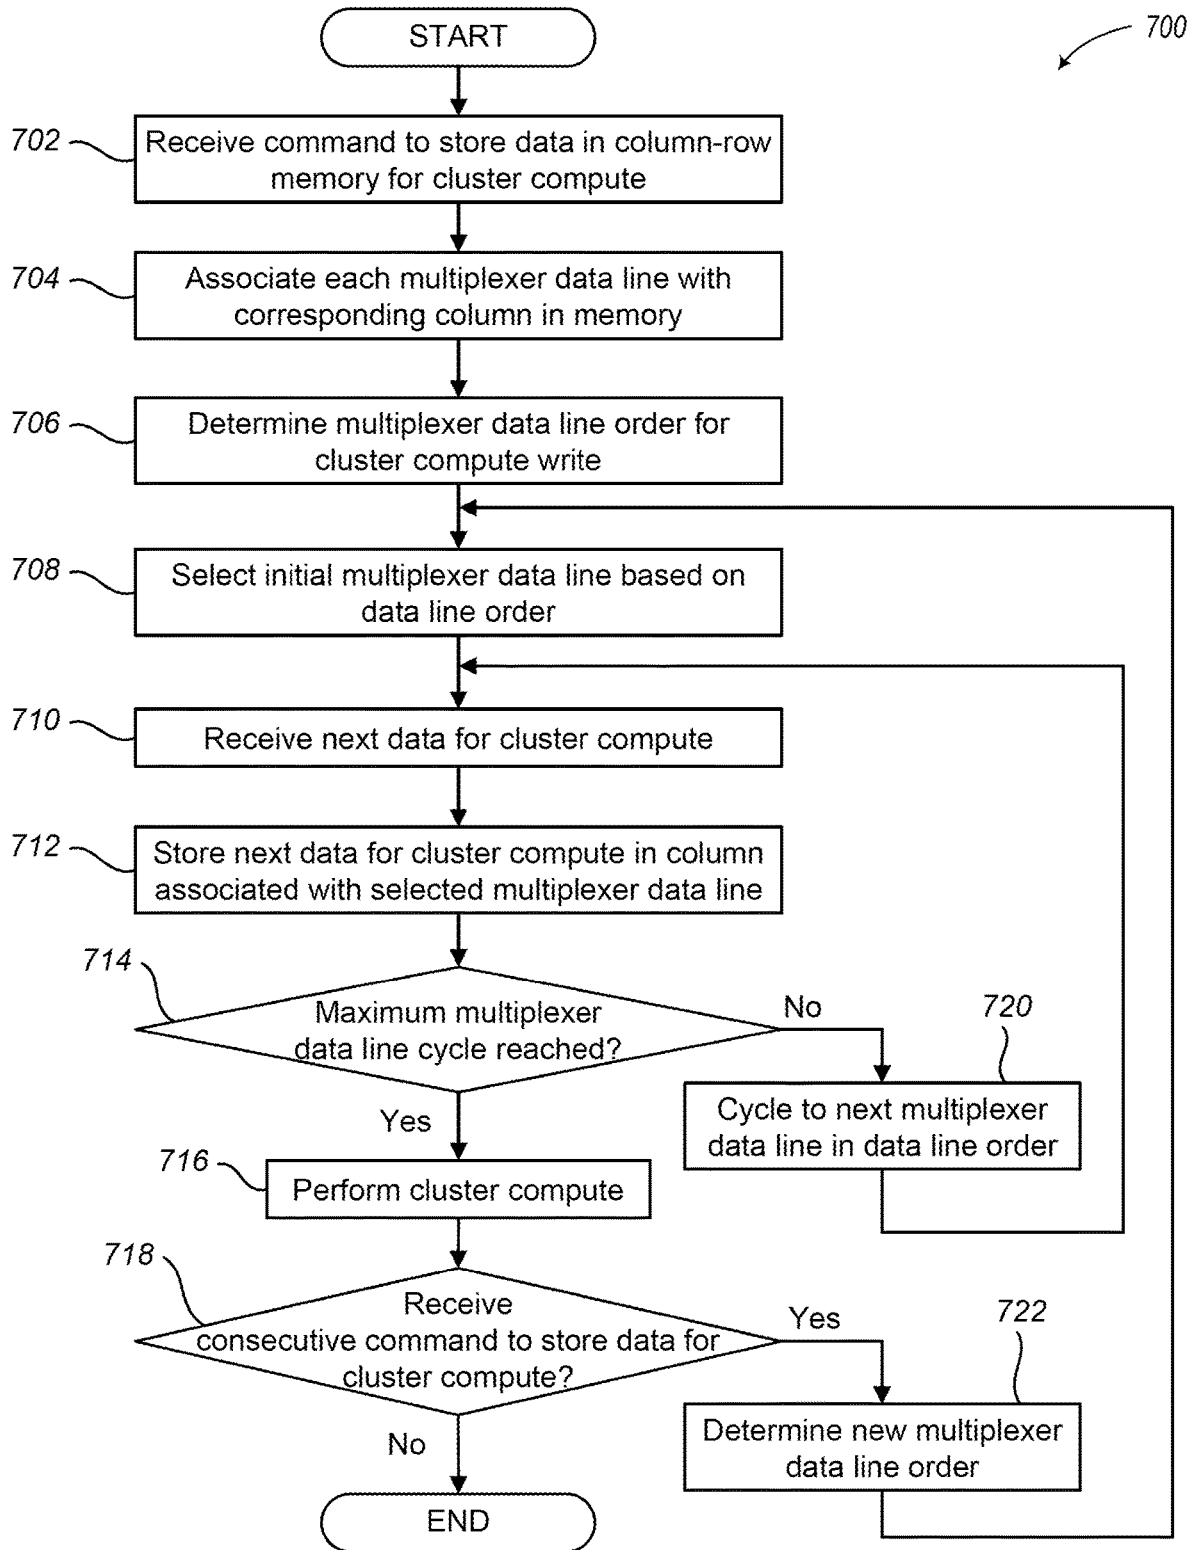 START
700
702
Receive command to store data in column-row
memory for cluster compute
704
Associate each multiplexer data line with
corresponding column in memory
706
Determine multiplexer data line order for
cluster compute write
708
Select initial multiplexer data line based on
data line order
710
Receive next data for cluster compute
712
Store next data for cluster compute in column
associated with selected multiplexer data line
714
Maximum multiplexer
data line cycle reached?
No
720
Cycle to next multiplexer
data line in data line order
Yes
716
Perform cluster compute
718
Receive
consecutive command to store data for
cluster compute?
Yes
722
Determine new multiplexer
data line order
No
END